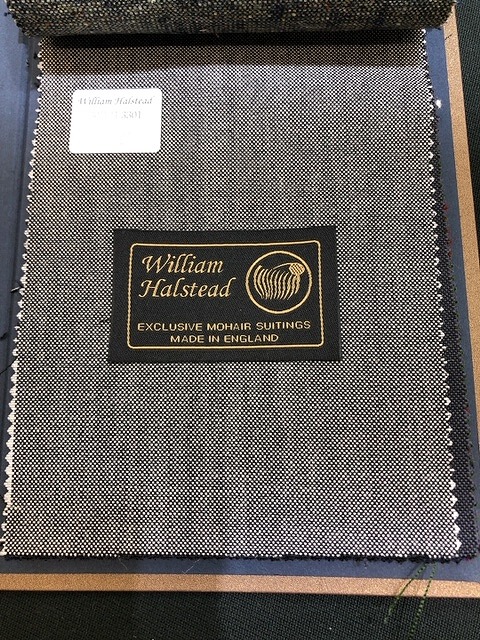 William Halstead
William
Halstead
EXCLUSIVE MOHAIR SUITINGS
MADE IN ENGLAND